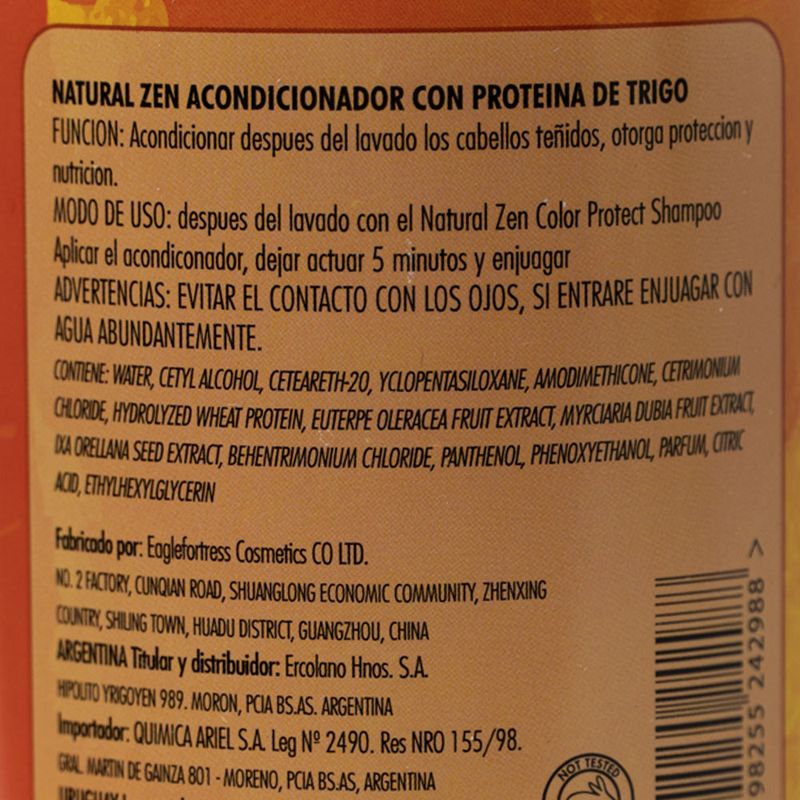 NATURAL ZEN ACONDICIONADOR CON PROTEINA DE TRIGO
FUNCION: Acondicionar despues del lavado los cabellos teñidos, otorga proteccion y
nutricion.
MODO DE USO: despues del lavado con el Natural Zen Color Protect Shampoo
Aplicar el acondiconador, dejar actuar 5 minutos y enjuagar
ADVERTENCIAS: EVITAR EL CONTACTO CON LOS OJOS, SI ENTRARE ENJUAGAR CON
AGUA ABUNDANTEMENTE.
CONTIENE: WATER, CETYL ALCOHOL, CETEARETH-20, YCLOPENTASILOXANE, AMODIMETHICONE, CETRIMONIUM
CHLORIDE, HYDROLYZED WHEAT PROTEIN, EUTERPE OLERACEA FRUIT EXTRACT, MYRCIARIA DUBIA FRUIT EXTRACT,
IXA ORELLANA SEED EXTRACT, BEHENTRIMONIUM CHLORIDE, PANTHENOL, PHENOXYETHANOL, PARFUM, CITRIC
ACID, ETHYLHEXYLGLYCERIN
Fabricado por: Eaglefortress Cosmetics CO LTD.
NO. 2 FACTORY, CUNQIAN ROAD, SHUANGLONG ECONOMIC COMMUNITY, ZHENXING
COUNTRY, SHILING TOWN, HUADU DISTRICT, GUANGZHOU, CHINA
ARGENTINA Titular y distribuidor: Ercolano Hnos. S.A.
HIPOLITO YRIGOYEN 989. MORON, PCIA BS.AS. ARGENTINA
Importador: QUIMICA ARIEL S.A. Leg Nº 2490. Res NRO 155/98.
GRAL. MARTIN DE GAINZA 801 - MORENO, PCIA BS.AS, ARGENTINA
URUGUAY
98255 242988 >
NOT TESTED